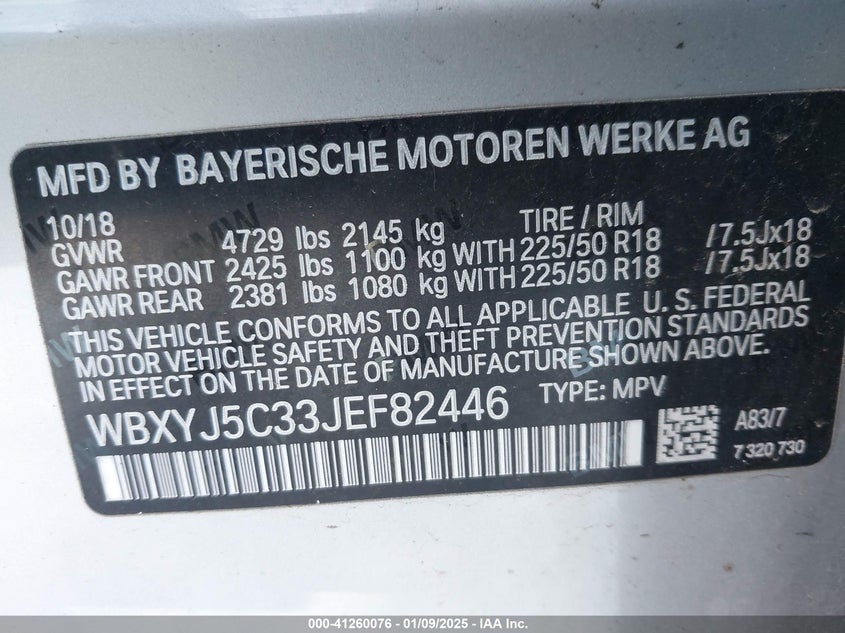 MFD BY BAYERISCHE MOTOREN WERKE AG
10/18 TIRE / RIM
GVWR 4729 lbs 2145 kg
GAWR FRONT 2425 lbs 1100 kg WITH 225/50 R18 /7.5Jx18
GAWR REAR 2381 lbs 1080 kg WITH 225/50 R18 /7.5Jx18
THIS VEHICLE CONFORMS TO ALL APPLICABLE U. S. FEDERAL
MOTOR VEHICLE SAFETY AND THEFT PREVENTION STANDARDS
IN EFFECT ON THE DATE OF MANUFACTURE SHOWN ABOVE.
WBXYJ5C33JEF82446 TYPE: MPV
A83/7
7 320 730
000-41260076 - 01/09/2025 - IAA Inc.